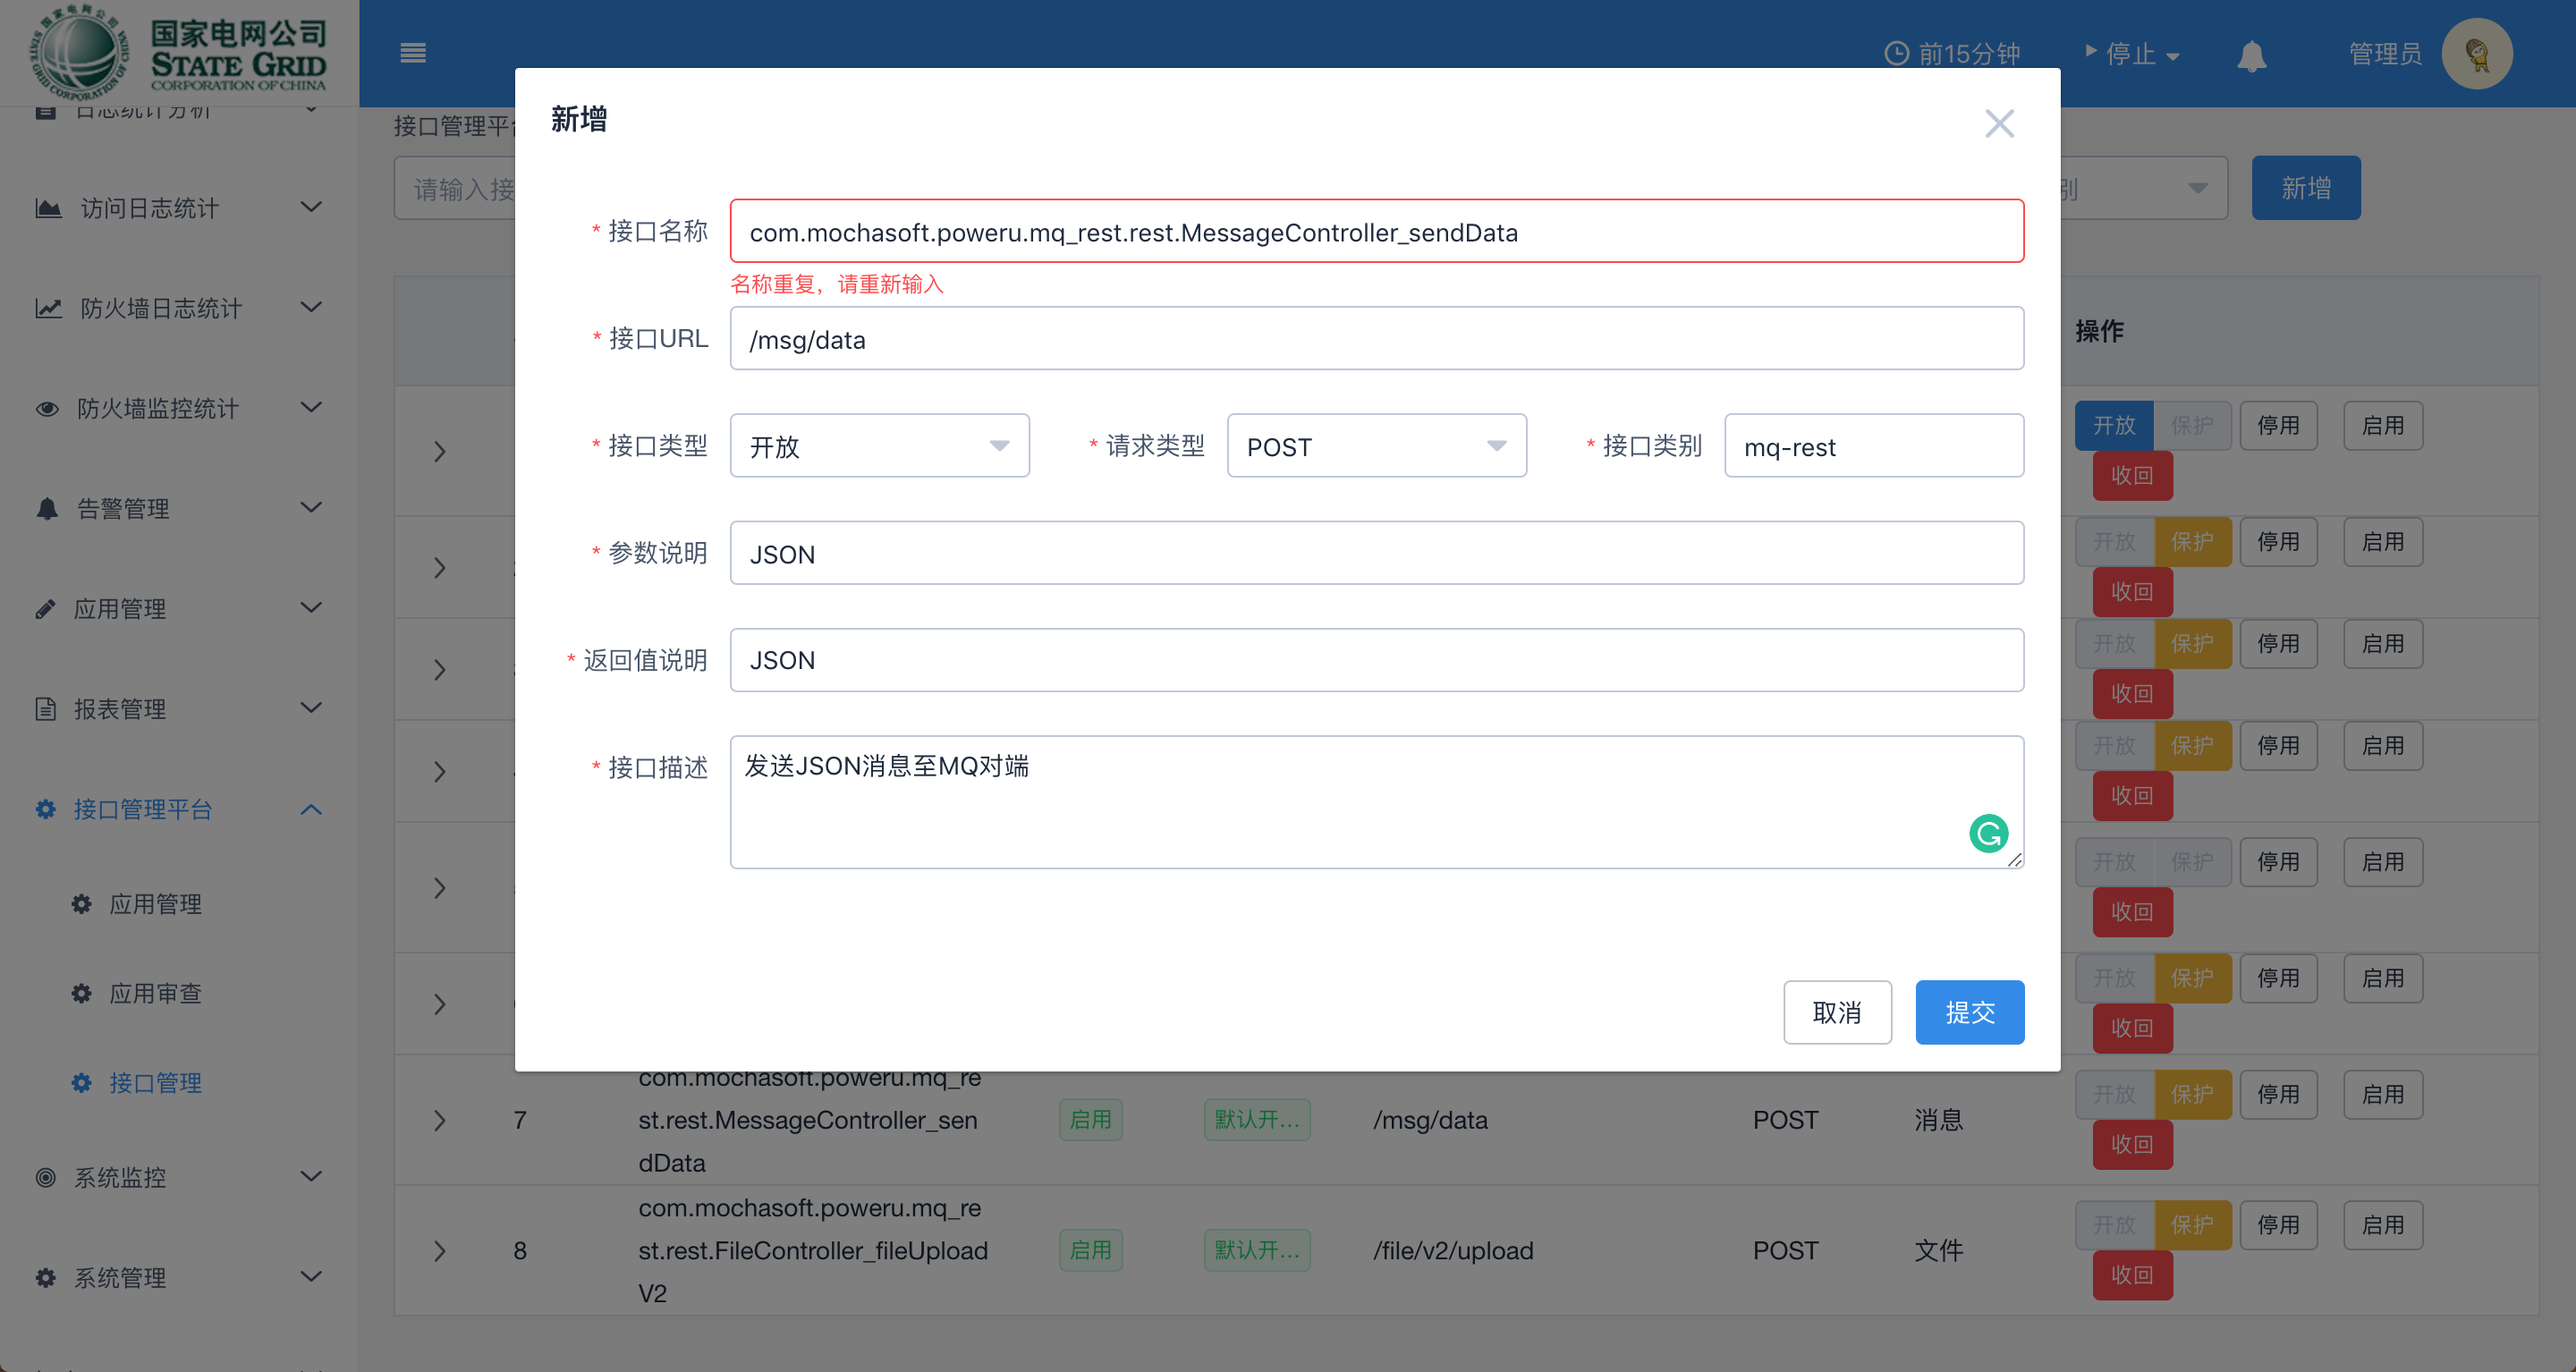 国家电网公司
STATE GRID
CORPORATION OF CHINA
STATE GRID CORPORATION OF CHINA
前15分钟
停止
管理员
日志统计分析
访问日志统计
防火墙日志统计
防火墙监控统计
告警管理
应用管理
报表管理
接口管理平台
应用管理
应用审查
接口管理
系统监控
系统管理
接口管理平台
请输入接
别
新增
新增
* 接口名称
com.mochasoft.poweru.mq_rest.rest.MessageController_sendData
名称重复，请重新输入
* 接口URL
/msg/data
* 接口类型 开放 * 请求类型 POST * 接口类别 mq-rest
* 参数说明 JSON
* 返回值说明 JSON
* 接口描述 发送JSON消息至MQ对端
取消 提交
操作
开放 保护 停用 启用
收回
开放 保护 停用 启用
收回
开放 保护 停用 启用
收回
开放 保护 停用 启用
收回
开放 保护 停用 启用
收回
开放 保护 停用 启用
收回
com.mochasoft.poweru.mq_re
7 st.rest.MessageController_sen 启用 默认开... /msg/data POST 消息 开放 保护 停用 启用
dData
收回
com.mochasoft.poweru.mq_re
8 st.rest.FileController_fileUpload 启用 默认开... /file/v2/upload POST 文件 开放 保护 停用 启用
V2
收回